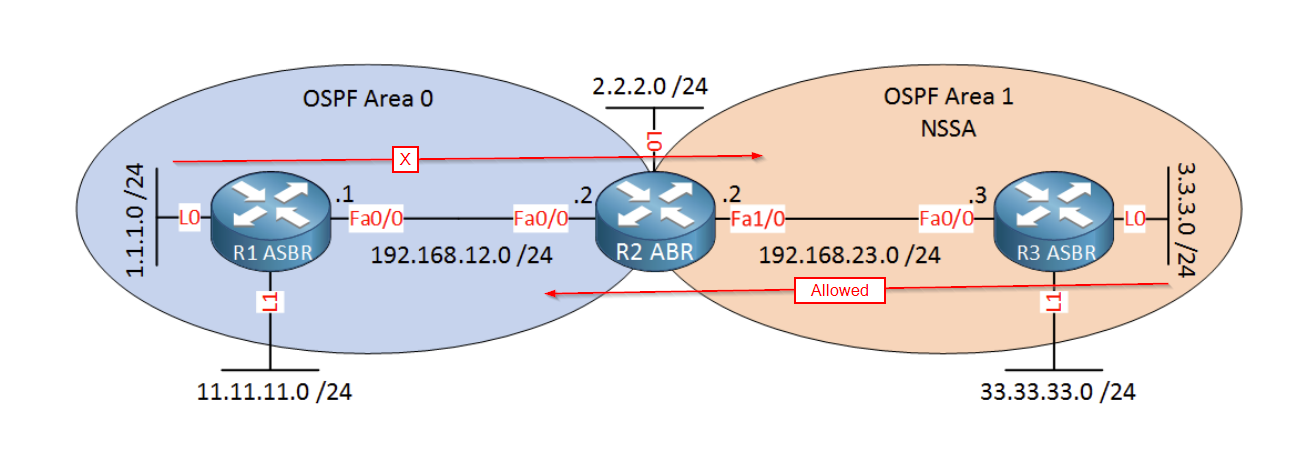 2.2.2.0 /24
OSPF Area 0
OSPF Area 1
NSSA
L0
X
1.1.1.0 /24
L0
.1
Fa0/0
Fa0/0
.2
.2
Fa1/0
Fa0/0
.3
L0
3.3.3.0 /24
R1 ASBR
192.168.12.0 /24
R2 ABR
192.168.23.0 /24
R3 ASBR
Allowed
L1
L1
11.11.11.0 /24
33.33.33.0 /24